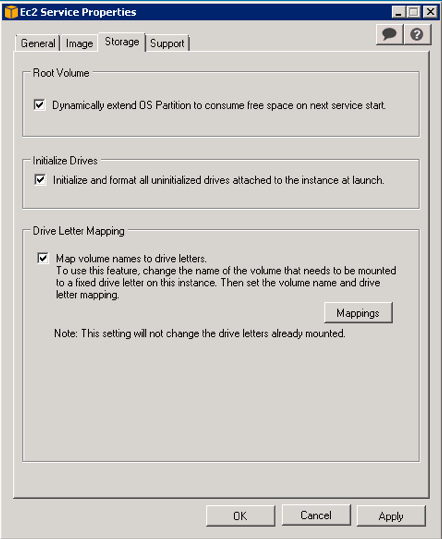 Ec2 Service Properties
General Image Storage Support
Root Volume
Dynamically extend OS Partition to consume free space on next service start.
Initialize Drives
Initialize and format all uninitialized drives attached to the instance at launch.
Drive Letter Mapping
Map volume names to drive letters.
To use this feature, change the name of the volume that needs to be mounted
to a fixed drive letter on this instance. Then set the volume name and drive
letter mapping.
Mappings
Note: This setting will not change the drive letters already mounted.
OK Cancel Apply